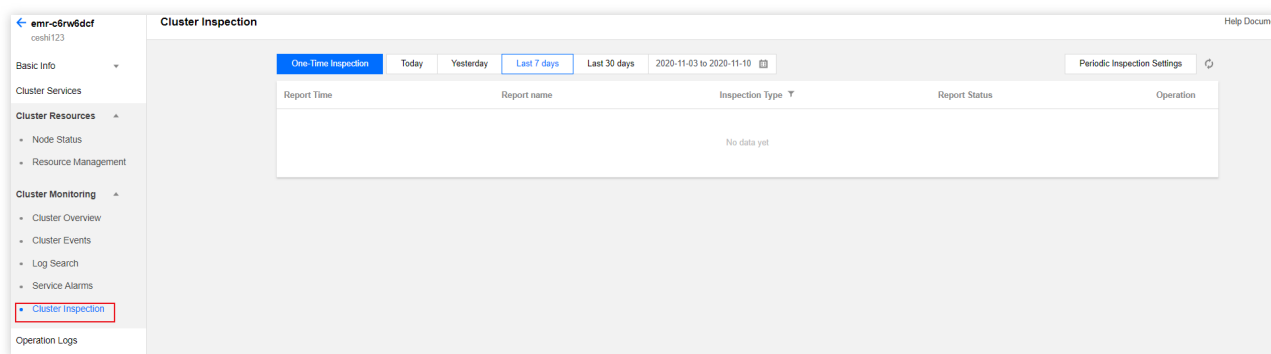 emr-c6rw6dcf
ceshi123
Basic Info
Cluster Services
Cluster Resources
Node Status
Resource Management
Cluster Monitoring
Cluster Overview
Cluster Events
Log Search
Service Alarms
Cluster Inspection
Operation Logs
Cluster Inspection
Help Docum
One-Time Inspection Today Yesterday Last 7 days Last 30 days 2020-11-03 to 2020-11-10 Periodic Inspection Settings
Report Time Report name Inspection Type Report Status Operation
No data yet